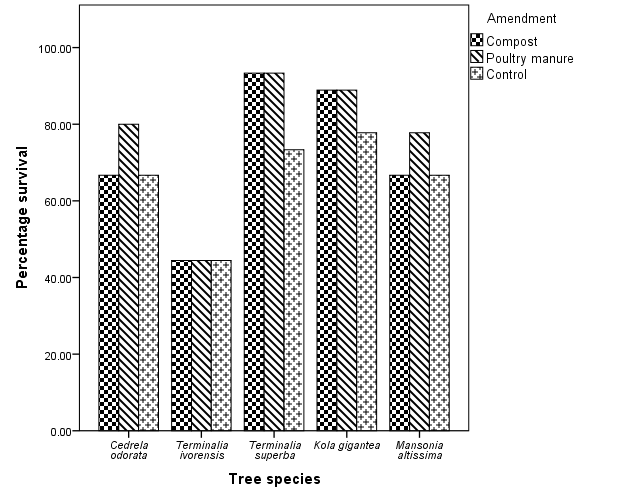 Amendment
Compost
Poultry manure
Control
Percentage survival
100.00
80.00
60.00
40.00
20.00
0.00
Cedrela
odorata
Terminalia
ivorensis
Terminalia
superba
Kola gigantea
Mansonia
altissima
Tree species